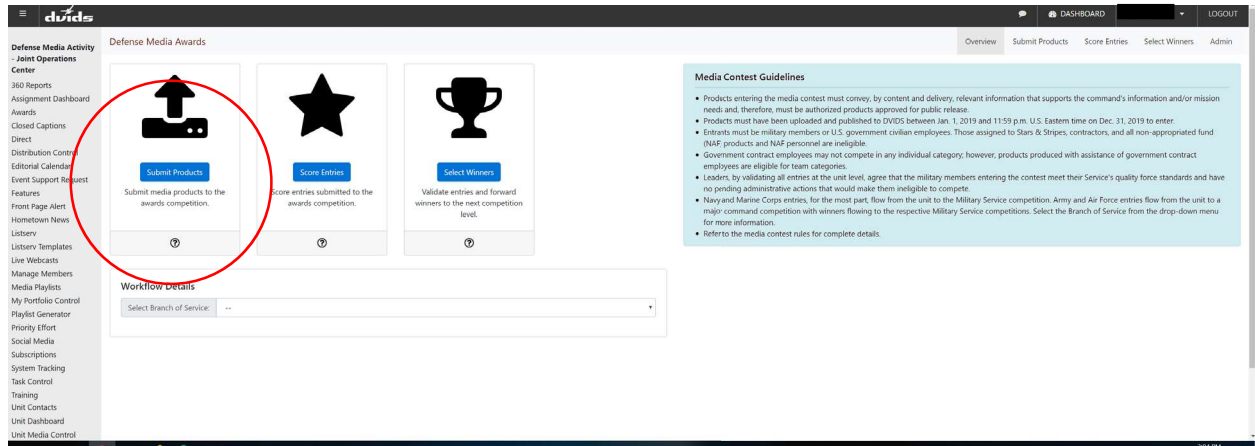 dvids
DASHBOARD
LOGOUT
Defense Media Activity
- Joint Operations
Center
360 Reports
Assignment Dashboard
Awards
Closed Captions
Direct
Distribution Control
Editorial Calendar
Event Support Request
Features
Front Page Alert
Hometown News
Listserv
Listserv Templates
Live Webcasts
Manage Members
Media Playlists
My Portfolio Control
Playlist Generator
Priority Effort
Social Media
Subscriptions
System Tracking
Task Control
Training
Unit Contacts
Unit Dashboard
Unit Media Control
Defense Media Awards
Overview Submit Products Score Entries Select Winners Admin
Submit Products
Submit media products to the
awards competition.
Score Entries
Score entries submitted to the
awards competition.
Select Winners
Validate entries and forward
winners to the next competition
level.
Workflow Details
Select Branch of Service: --
Media Contest Guidelines
• Products entering the media contest must convey, by content and delivery, relevant information that supports the command's information and/or mission
needs and, therefore, must be authorized products approved for public release.
• Products must have been uploaded and published to DVIDS between Jan. 1, 2019 and 11:59 p.m. U.S. Eastern time on Dec. 31, 2019 to enter.
• Entrants must be military members or U.S. government civilian employees. Those assigned to Stars & Stripes, contractors, and all non-appropriated fund
(NAF) products and NAF personnel are ineligible.
• Government contract employees may not compete in any individual category; however, products produced with assistance of government contract
employees are eligible for team categories.
• Leaders, by validating all entries at the unit level, agree that the military members entering the contest meet their Service's quality force standards and have
no pending administrative actions that would make them ineligible to compete.
• Navy and Marine Corps entries, for the most part, flow from the unit to the Military Service competition. Army and Air Force entries flow from the unit to a
major command competition with winners flowing to the respective Military Service competitions. Select the Branch of Service from the drop-down menu
for more information.
• Refer to the media contest rules for complete details.